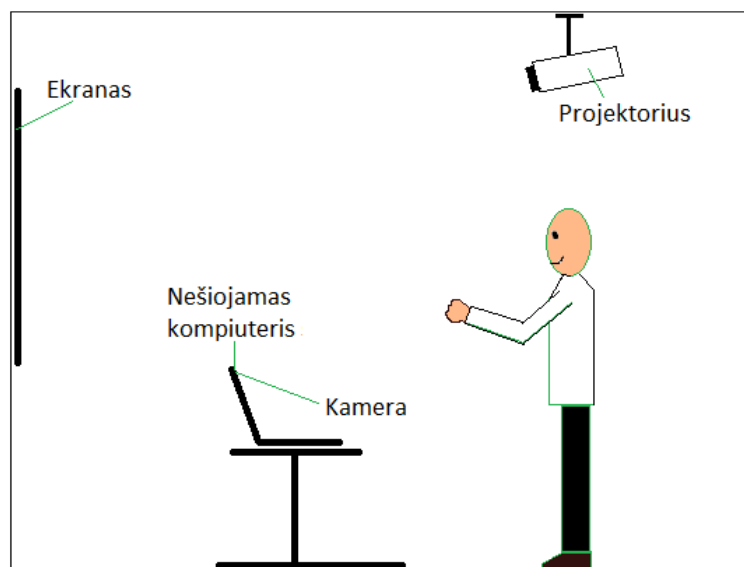 Ekranas
Projektorius
Nešiojamas
kompiuteris
Kamera